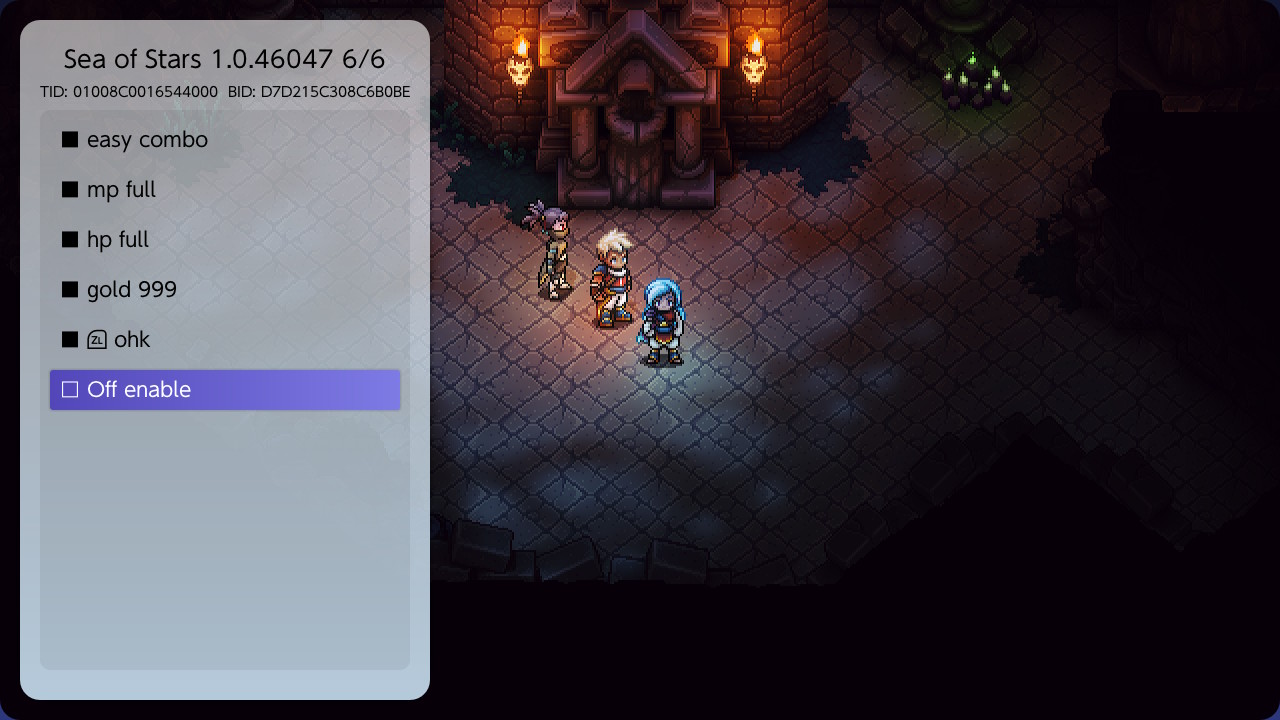 Sea of Stars 1.0.46047 6/6
TID: 01008C0016544000 BID: D7D215C308C6B0BE
easy combo
mp full
hp full
gold 999
ZL ohk
Off enable